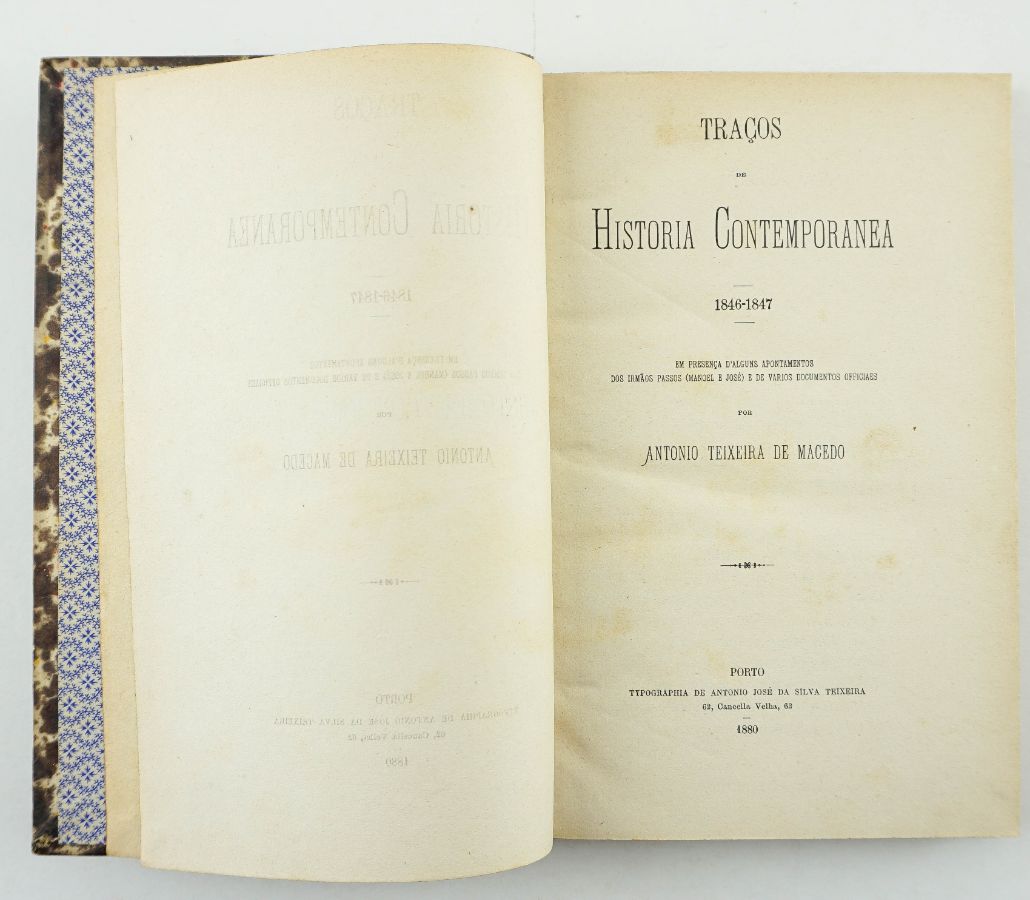 TRAÇOS
DE
HISTORIA CONTEMPORANEA
1846-1847
EM PRESENÇA D'ALGUNS APONTAMENTOS
DOS IRMÃOS PASSOS (MANOEL E JOSÉ) E DE VARIOS DOCUMENTOS OFFICIAES
POR
ANTONIO TEIXEIRA DE MACEDO
PORTO
TYPOGRAPHIA DE ANTONIO JOSÉ DA SILVA TEIXEIRA
62, Cancella Velha, 62
1880